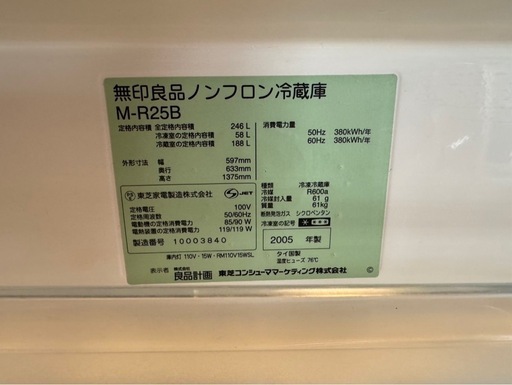 無印良品ノンフロン冷蔵庫
M-R25B
定格内容積 全定格内容積 246 L
冷凍室の定格内容積 58 L
冷蔵室の定格内容積 188 L
外形寸法 幅 597mm
奥行 633mm
高さ 1375mm
消費電力量
50Hz 380kWh/年
60Hz 380kWh/年
東芝家電製造株式会社 JET
定格電圧 100V
定格周波数 50/60Hz
電動機の定格消費電力 85/90 W
電熱装置の定格消費電力 119/119 W
製造番号 10003840
種類 冷凍冷蔵庫
冷媒 R600a
冷媒封入量 61 g
質量 61kg
断熱発泡ガス シクロペンタン
冷凍室の記号
2005 年製
庫内灯 110V・15W・RM110V15WSL
タイ国製
温度ヒューズ 76℃
表示者 株式会社 良品計画 東芝コンシューママーケティング株式会社 ©